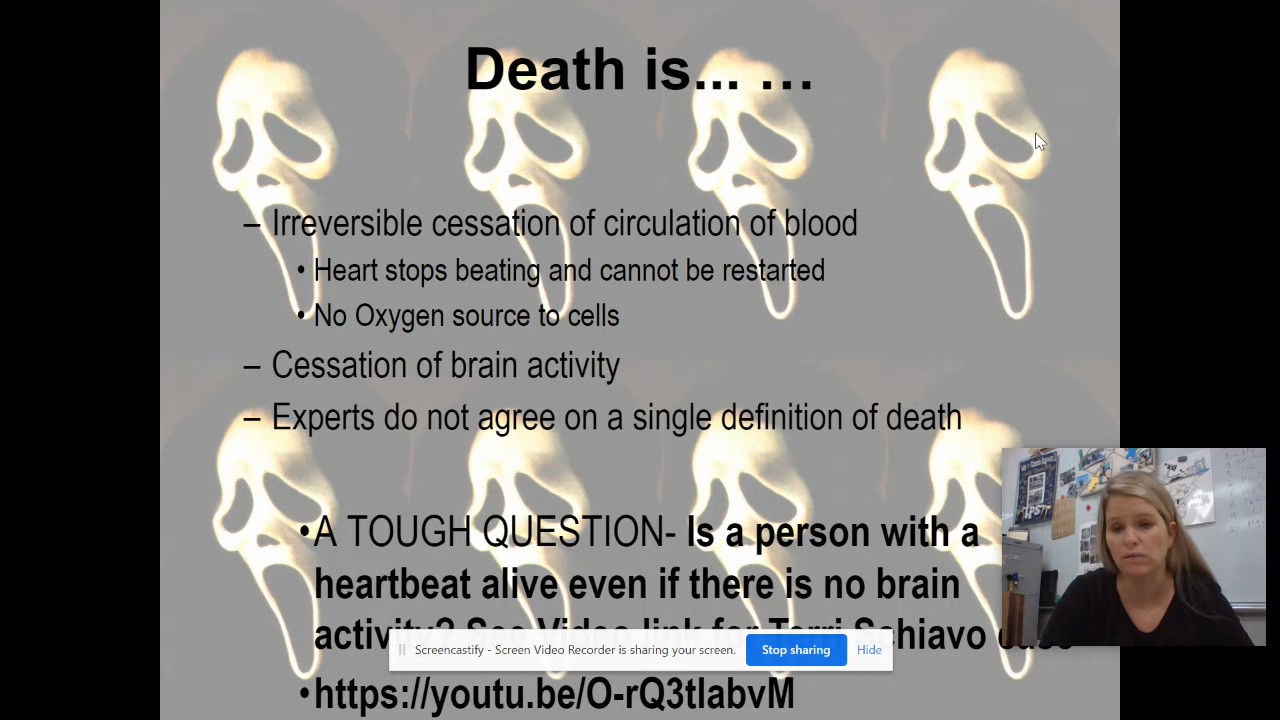 Death is... ...
– Irreversible cessation of circulation of blood
• Heart stops beating and cannot be restarted
• No Oxygen source to cells
– Cessation of brain activity
– Experts do not agree on a single definition of death
• A TOUGH QUESTION- Is a person with a
heartbeat alive even if there is no brain
activity? See Video link for Terri Schiavo case
Screencastify - Screen Video Recorder is sharing your screen. Stop sharing Hide
• https://youtu.be/O-rQ3tlabvM